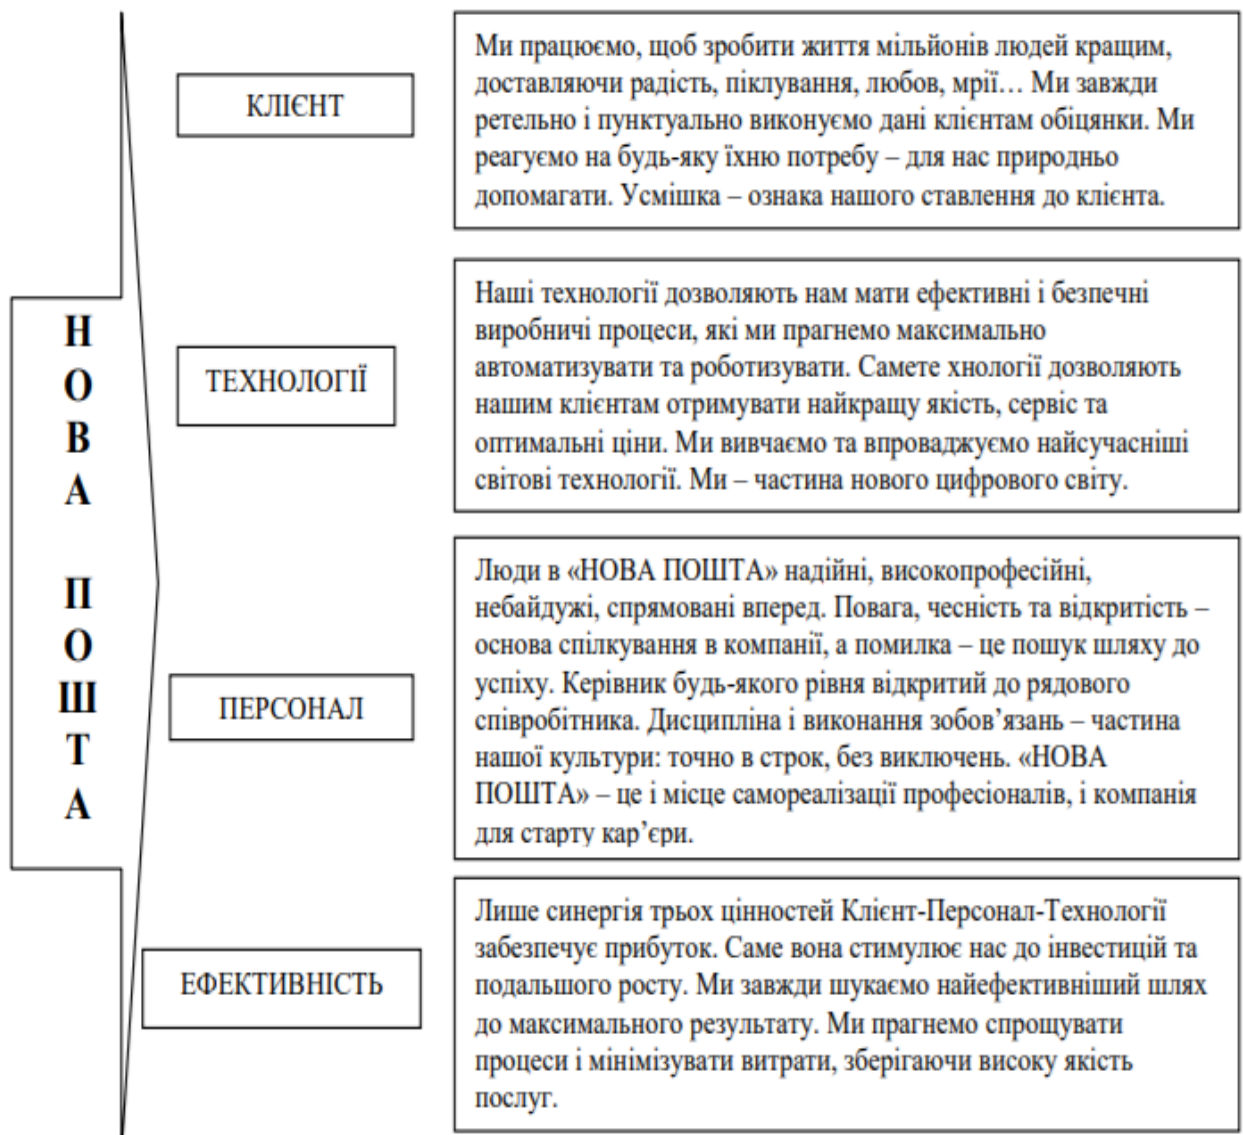 НОВА ПОШТА
КЛІЄНТ
Ми працюємо, щоб зробити життя мільйонів людей кращим,
доставляючи радість, піклування, любов, мрії… Ми завжди
ретельно і пунктуально виконуємо дані клієнтам обіцянки. Ми
реагуємо на будь-яку їхню потребу – для нас природньо
допомагати. Усмішка – ознака нашого ставлення до клієнта.
ТЕХНОЛОГІЇ
Наші технології дозволяють нам мати ефективні і безпечні
виробничі процеси, які ми прагнемо максимально
автоматизувати та роботизувати. Самете хнології дозволяють
нашим клієнтам отримувати найкращу якість, сервіс та
оптимальні ціни. Ми вивчаємо та впроваджуємо найсучасніші
світові технології. Ми – частина нового цифрового світу.
ПЕРСОНАЛ
Люди в «НОВА ПОШТА» надійні, високопрофесійні,
небайдужі, спрямовані вперед. Повага, чесність та відкритість –
основа спілкування в компанії, а помилка – це пошук шляху до
успіху. Керівник будь-якого рівня відкритий до рядового
співробітника. Дисципліна і виконання зобов’язань – частина
нашої культури: точно в строк, без виключень. «НОВА
ПОШТА» – це і місце самореалізації професіоналів, і компанія
для старту кар’єри.
ЕФЕКТИВНІСТЬ
Лише синергія трьох цінностей Клієнт-Персонал-Технології
забезпечує прибуток. Саме вона стимулює нас до інвестицій та
подальшого росту. Ми завжди шукаємо найефективніший шлях
до максимального результату. Ми прагнемо спрощувати
процеси і мінімізувати витрати, зберігаючи високу якість
послуг.